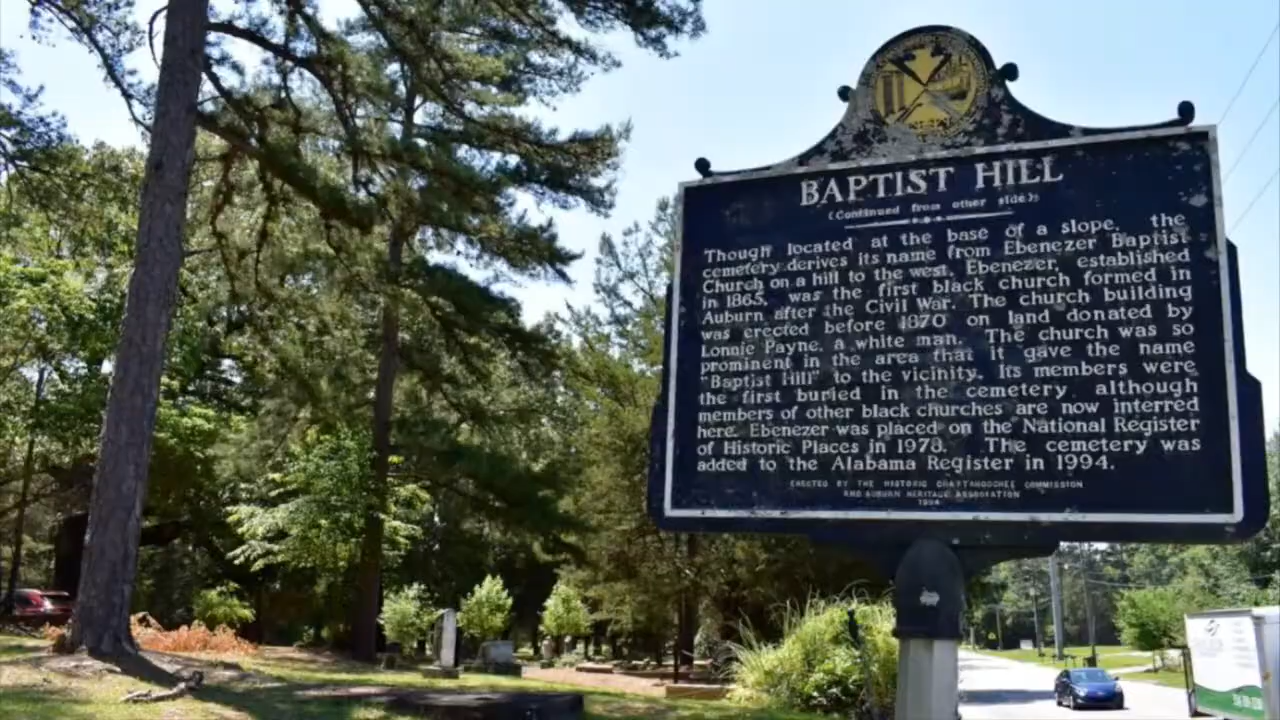 BAPTIST HILL
(Continued from other side)
Though located at the base of a slope, the
cemetery derives its name from Ebenezer Baptist
Church on a hill to the west. Ebenezer, established
in 1865, was the first black church formed in
Auburn after the Civil War. The church building
was erected before 1870 on land donated by
Lonnie Payne, a white man. The church was so
prominent in the area that it gave the name
"Baptist Hill" to the vicinity. Its members were
the first buried in the cemetery although
members of other black churches are now interred
here. Ebenezer was placed on the National Register
of Historic Places in 1978. The cemetery was
added to the Alabama Register in 1994.
ERECTED BY THE HISTORIC CHATTAHOOCHEE COMMISSION
AND AUBURN HERITAGE ASSOCIATION
1994